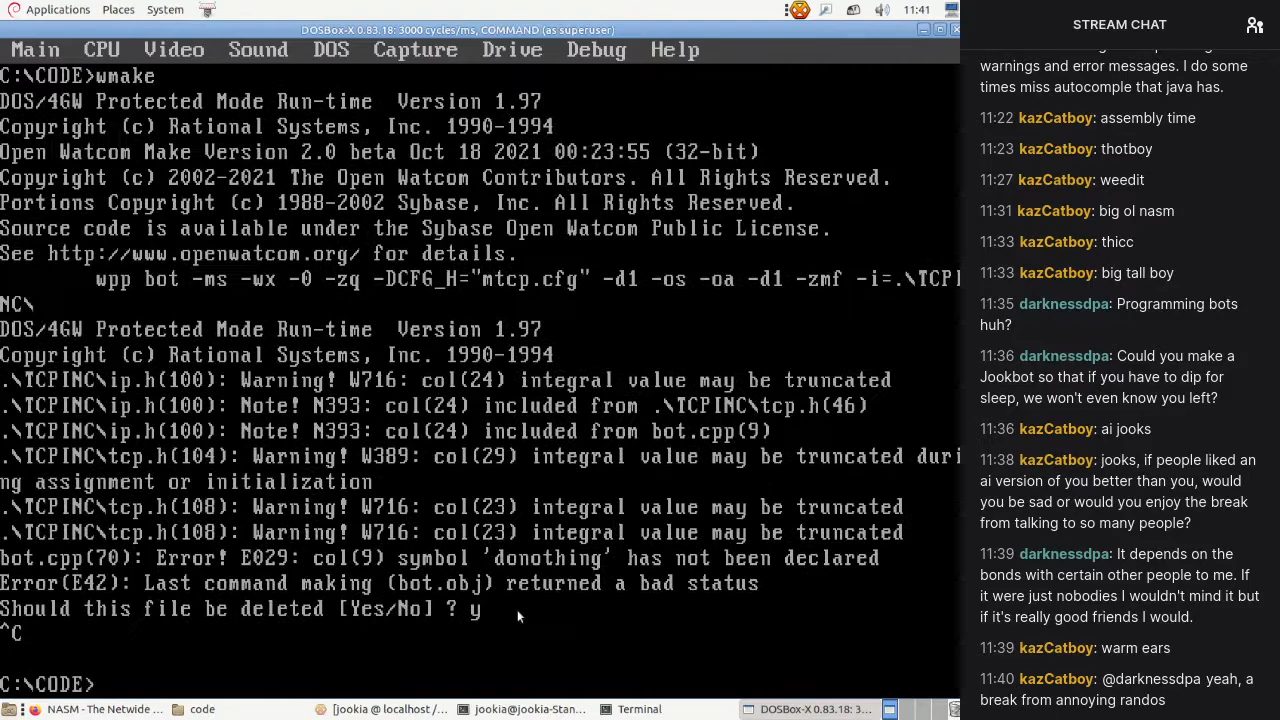 Applications Places System 11:41
DOSBox-X 0.83.18: 3000 cycles/ms, COMMAND (as superuser)
Main CPU Video Sound DOS Capture Drive Debug Help
C:\CODE>wmake
DOS/4GW Protected Mode Run-time  Version 1.97
Copyright (c) Rational Systems, Inc. 1990-1994
Open Watcom Make Version 2.0 beta Oct 18 2021 00:23:55 (32-bit)
Copyright (c) 2002-2021 The Open Watcom Contributors. All Rights Reserved.
Portions Copyright (c) 1988-2002 Sybase, Inc. All Rights Reserved.
Source code is available under the Sybase Open Watcom Public License.
See http://www.openwatcom.org/ for details.
wpp bot -ms -wx -0 -zq -DCFG_H="mtcp.cfg" -d1 -os -oa -d1 -zmf -i=.\TCPI
NC\
DOS/4GW Protected Mode Run-time  Version 1.97
Copyright (c) Rational Systems, Inc. 1990-1994
.\TCPINC\ip.h(100): Warning! W716: col(24) integral value may be truncated
.\TCPINC\ip.h(100): Note! N393: col(24) included from .\TCPINC\tcp.h(46)
.\TCPINC\ip.h(100): Note! N393: col(24) included from bot.cpp(9)
.\TCPINC\tcp.h(104): Warning! W389: col(29) integral value may be truncated duri
ng assignment or initialization
.\TCPINC\tcp.h(108): Warning! W716: col(23) integral value may be truncated
.\TCPINC\tcp.h(108): Warning! W716: col(23) integral value may be truncated
bot.cpp(70): Error! E029: col(9) symbol 'donothing' has not been declared
Error(E42): Last command making (bot.obj) returned a bad status
Should this file be deleted [Yes/No] ? y
^C
C:\CODE>
NASM - The Netwide ... code [jookia @ localhost /... jookia@jookia-Stan... Terminal DOSBox-X 0.83.18: 3...
STREAM CHAT
warnings and error messages. I do some
times miss autocomple that java has.
11:22 kazCatboy: assembly time
11:23 kazCatboy: thotboy
11:27 kazCatboy: weedit
11:31 kazCatboy: big ol nasm
11:33 kazCatboy: thicc
11:33 kazCatboy: big tall boy
11:35 darknessdpa: Programming bots
huh?
11:36 darknessdpa: Could you make a
Jookbot so that if you have to dip for
sleep, we won't even know you left?
11:36 kazCatboy: ai jooks
11:38 kazCatboy: jooks, if people liked an
ai version of you better than you, would
you be sad or would you enjoy the break
from talking to so many people?
11:39 darknessdpa: It depends on the
bonds with certain other people to me. If
it were just nobodies I wouldn't mind it but
if it's really good friends I would.
11:39 kazCatboy: warm ears
11:40 kazCatboy: @darknessdpa yeah, a
break from annoying randos